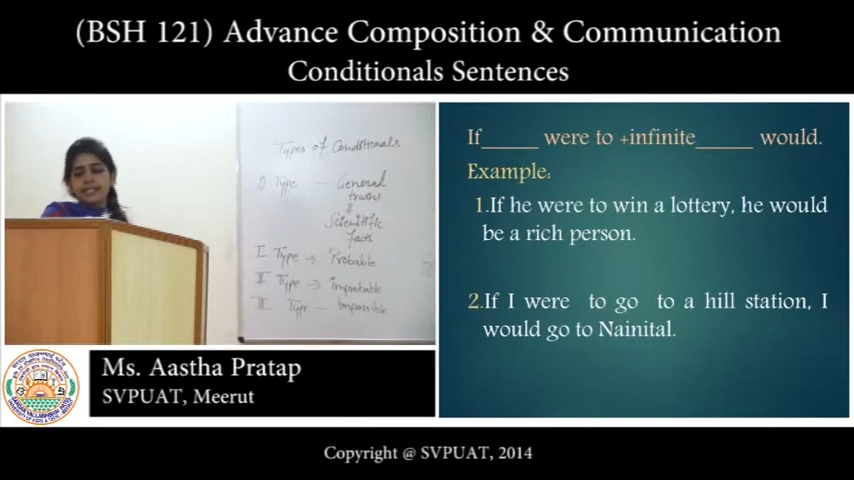 (BSH 121) Advance Composition & Communication
Conditionals Sentences
Types of Conditionals
0 Type - General
truths
&
Scientific
facts
I Type → Probable
II Type → Improbable
III Type - Impossible
If_____ were to +infinite_____ would.
Example:
1.If he were to win a lottery, he would
be a rich person.
2.If I were to go to a hill station, I
would go to Nainital.
Ms. Aastha Pratap
SVPUAT, Meerut
Copyright @ SVPUAT, 2014